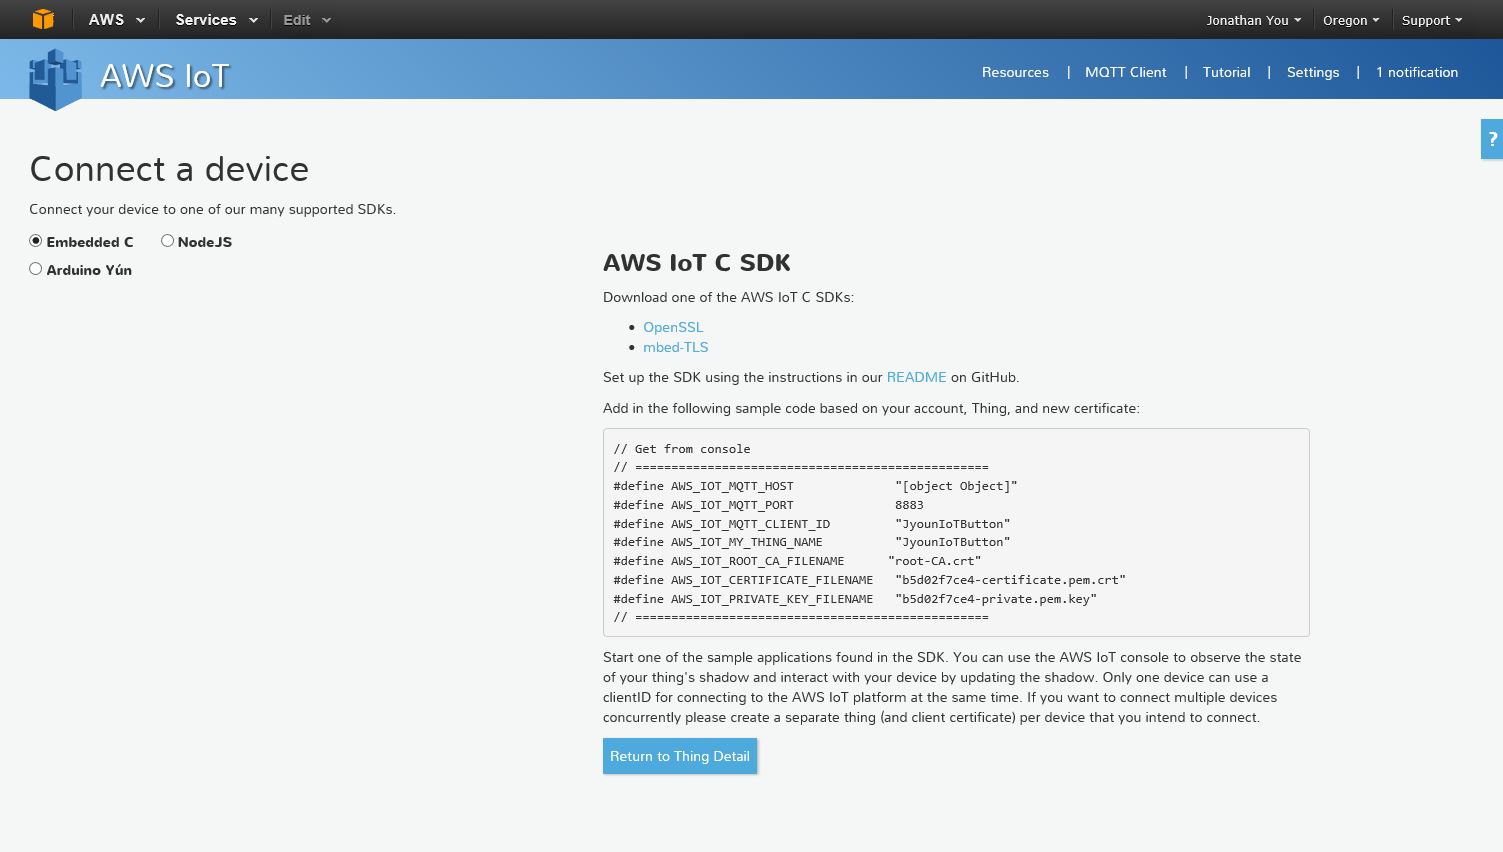 AWS Services Edit Jonathan You Oregon Support
AWS IoT Resources | MQTT Client | Tutorial | Settings | 1 notification
?
Connect a device
Connect your device to one of our many supported SDKs.
Embedded C NodeJS
Arduino Yún
AWS IoT C SDK
Download one of the AWS IoT C SDKs:
• OpenSSL
• mbed-TLS
Set up the SDK using the instructions in our README on GitHub.
Add in the following sample code based on your account, Thing, and new certificate:
// Get from console
// =================================================
#define AWS_IOT_MQTT_HOST              "[object Object]"
#define AWS_IOT_MQTT_PORT              8883
#define AWS_IOT_MQTT_CLIENT_ID         "JyounIoTButton"
#define AWS_IOT_MY_THING_NAME          "JyounIoTButton"
#define AWS_IOT_ROOT_CA_FILENAME      "root-CA.crt"
#define AWS_IOT_CERTIFICATE_FILENAME   "b5d02f7ce4-certificate.pem.crt"
#define AWS_IOT_PRIVATE_KEY_FILENAME   "b5d02f7ce4-private.pem.key"
// =================================================
Start one of the sample applications found in the SDK. You can use the AWS IoT console to observe the state
of your thing's shadow and interact with your device by updating the shadow. Only one device can use a
clientID for connecting to the AWS IoT platform at the same time. If you want to connect multiple devices
concurrently please create a separate thing (and client certificate) per device that you intend to connect.
Return to Thing Detail